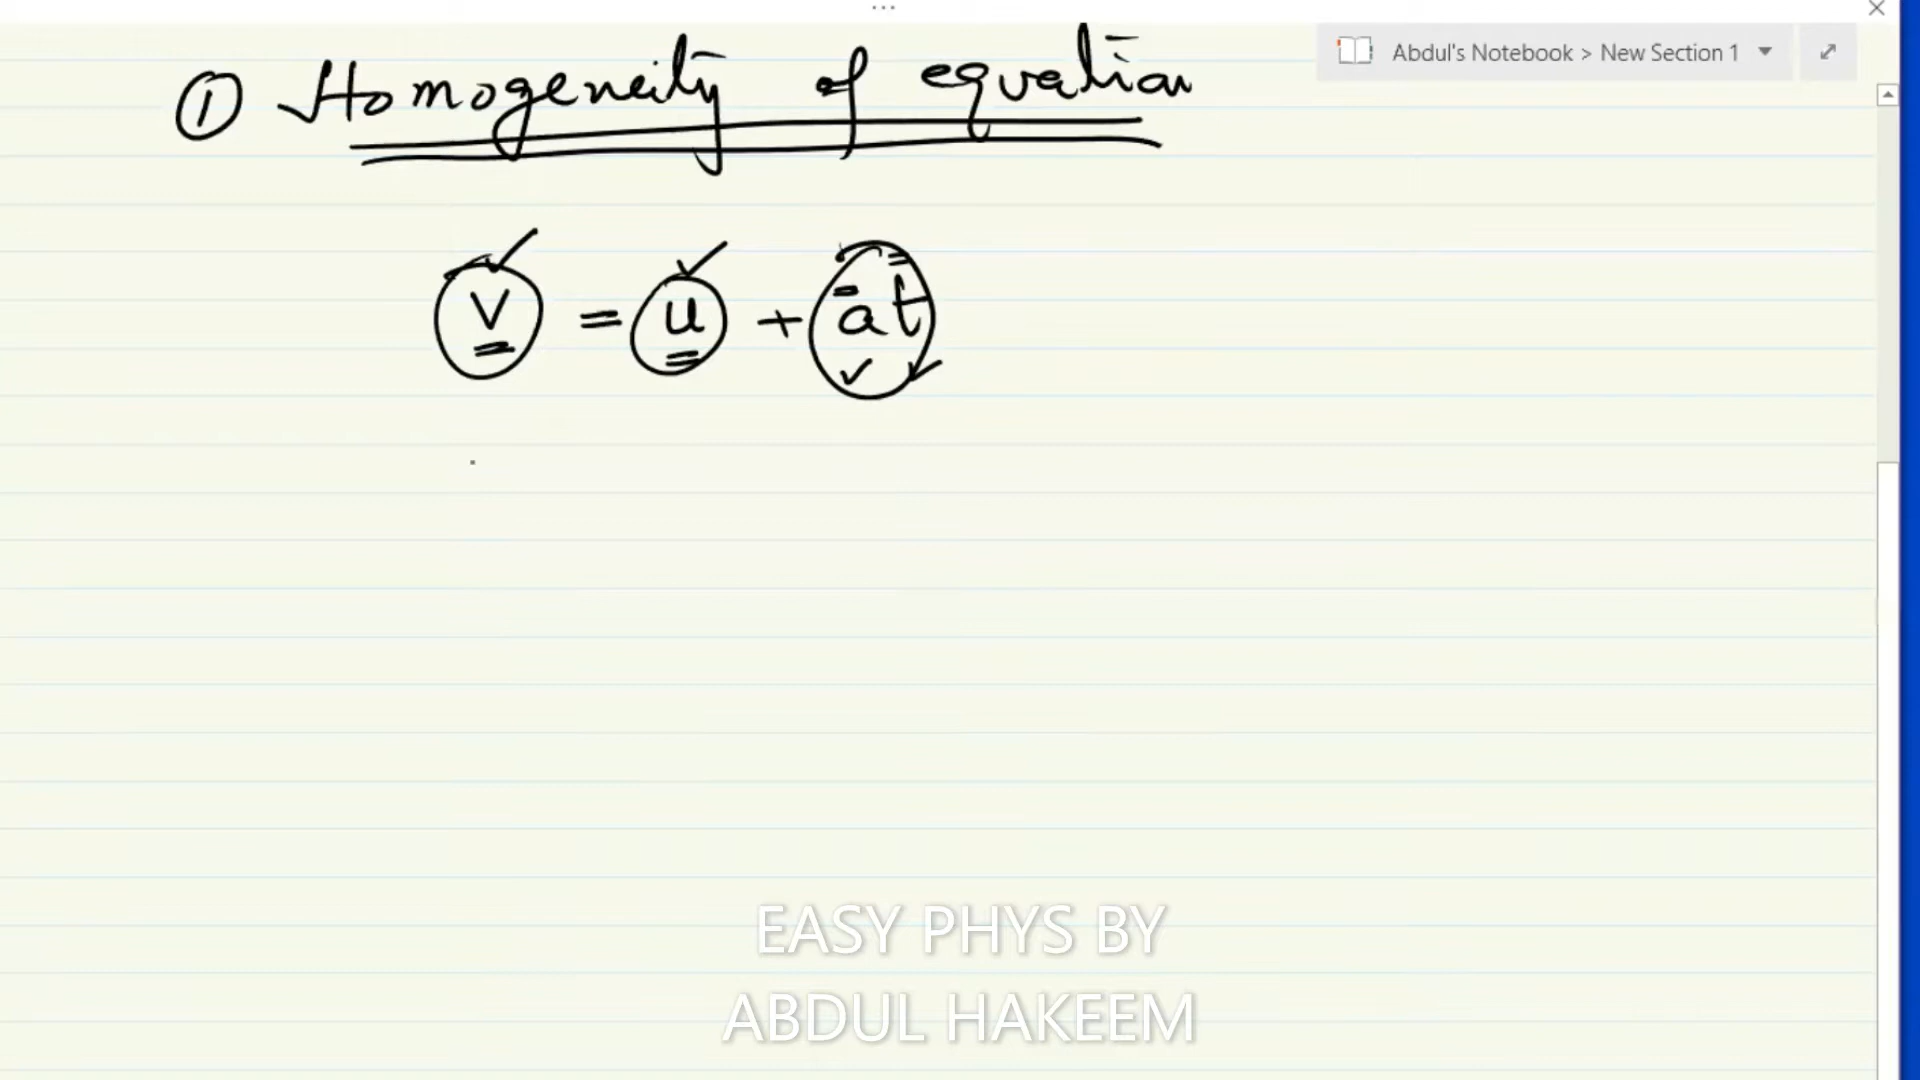 Abdul's Notebook > New Section 1
① Homogeneity of equation
v = u + at
EASY PHYS BY
ABDUL HAKEEM